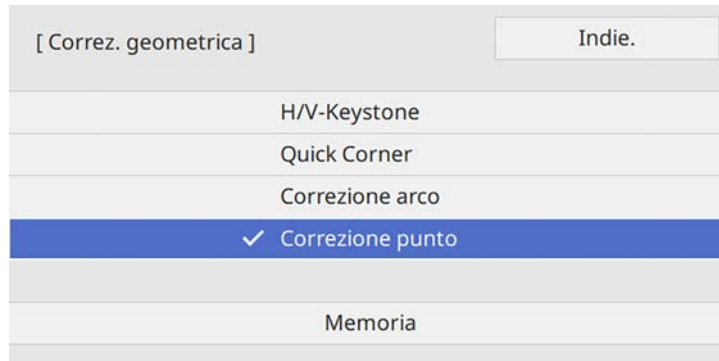 [ Correz. geometrica ]
Indie.
H/V-Keystone
Quick Corner
Correzione arco
Correzione punto
Memoria